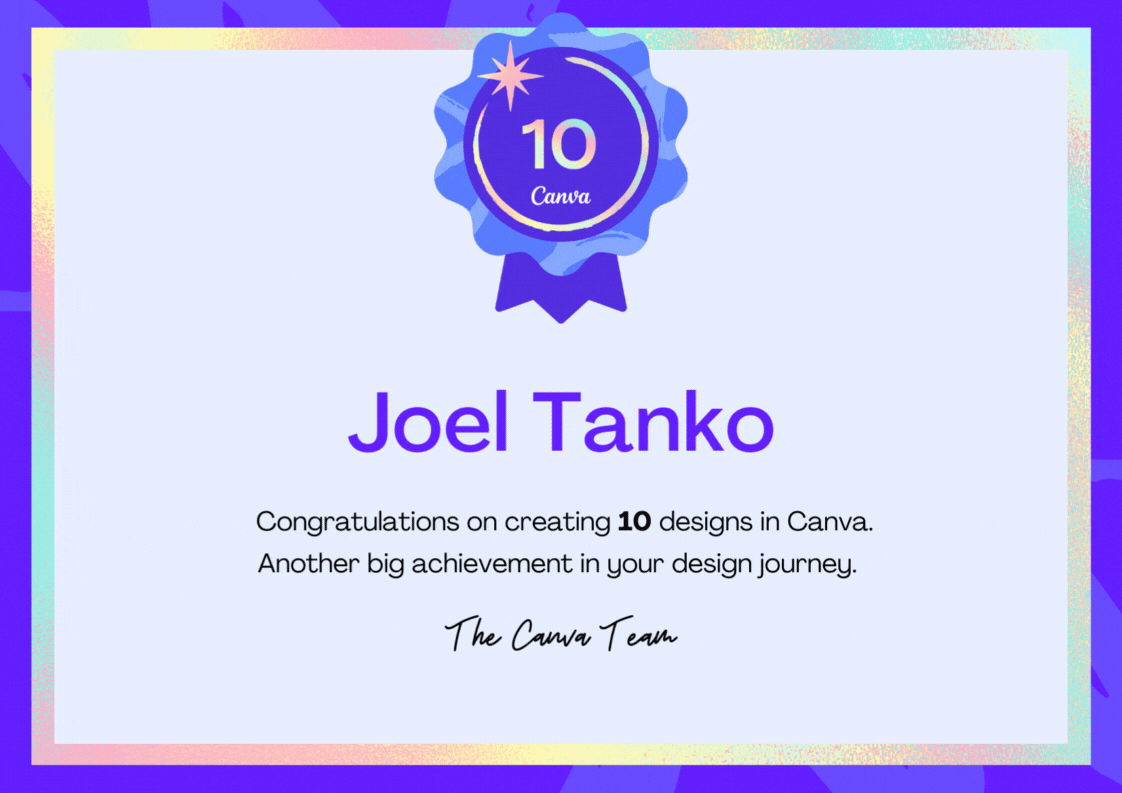 10
Canva
Joel Tanko
Congratulations on creating 10 designs in Canva.
Another big achievement in your design journey.
The Canva Team